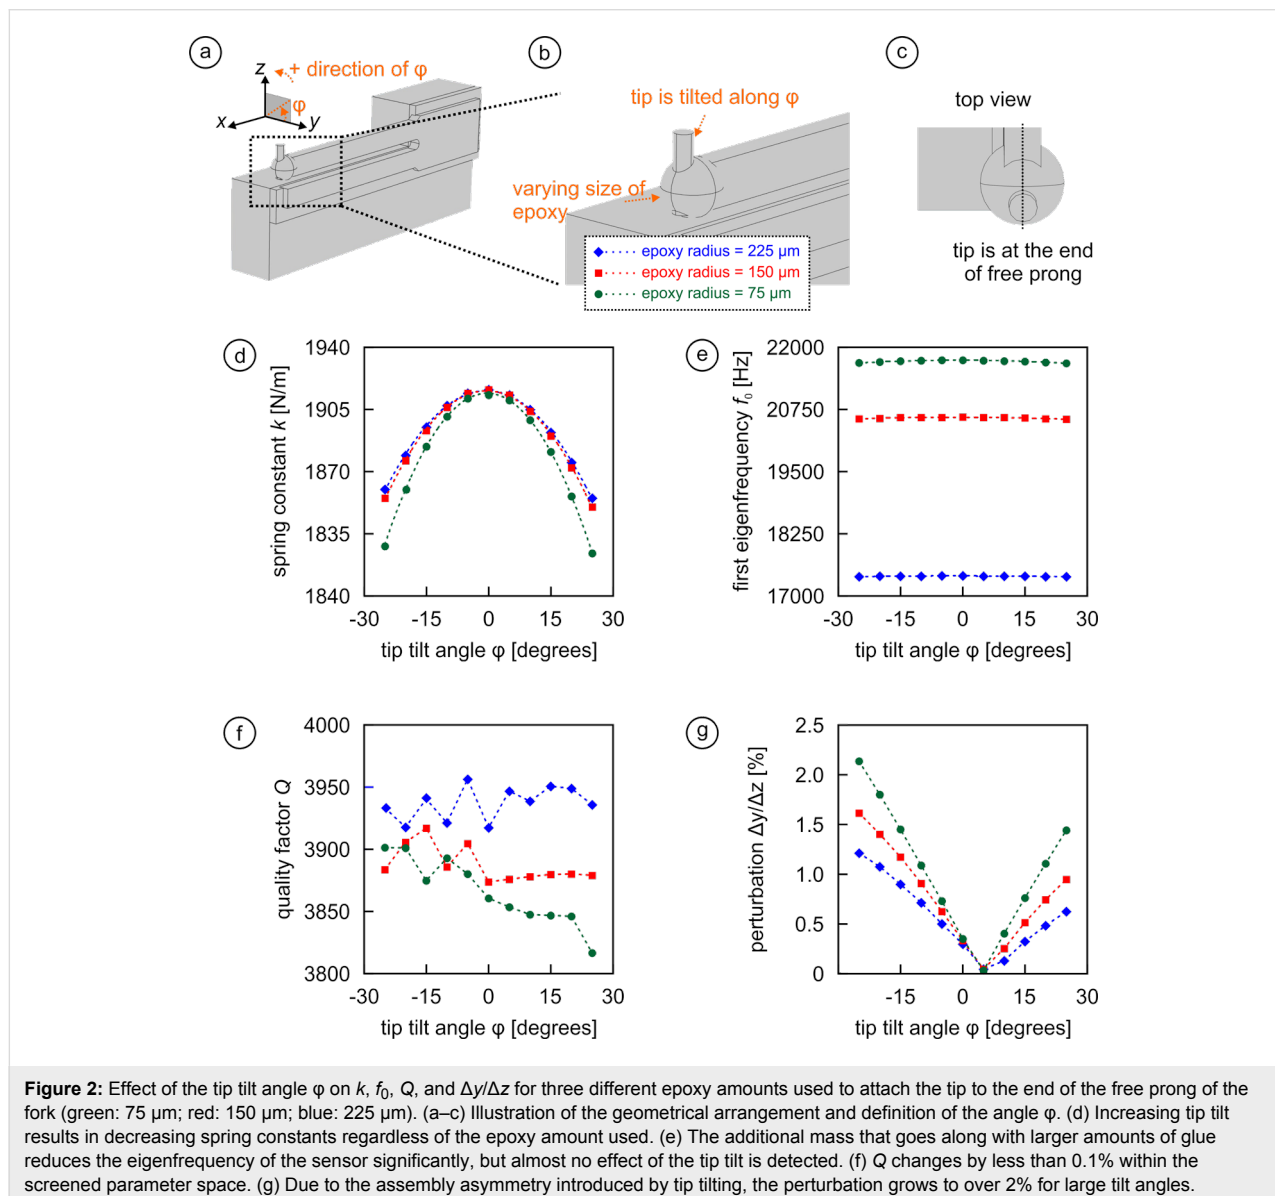 a
z
+ direction of φ
φ
x
y
b
tip is tilted along φ
varying size of
epoxy
epoxy radius = 225 μm
epoxy radius = 150 μm
epoxy radius = 75 μm
c
top view
tip is at the end
of free prong
d
spring constant k [N/m]
1940
1905
1870
1835
1840
-30 -15 0 15 30
tip tilt angle φ [degrees]
e
first eigenfrequency f₀ [Hz]
22000
20750
19500
18250
17000
-15 0 15 30
tip tilt angle φ [degrees]
f
quality factor Q
4000
3950
3900
3850
3800
-30 -15 0 15 30
tip tilt angle φ [degrees]
g
perturbation Δy/Δz [%]
2.5
2.0
1.5
1.0
0.5
0
-15 0 15 30
tip tilt angle φ [degrees]
Figure 2: Effect of the tip tilt angle φ on k, f₀, Q, and Δy/Δz for three different epoxy amounts used to attach the tip to the end of the free prong of the
fork (green: 75 μm; red: 150 μm; blue: 225 μm). (a–c) Illustration of the geometrical arrangement and definition of the angle φ. (d) Increasing tip tilt
results in decreasing spring constants regardless of the epoxy amount used. (e) The additional mass that goes along with larger amounts of glue
reduces the eigenfrequency of the sensor significantly, but almost no effect of the tip tilt is detected. (f) Q changes by less than 0.1% within the
screened parameter space. (g) Due to the assembly asymmetry introduced by tip tilting, the perturbation grows to over 2% for large tilt angles.